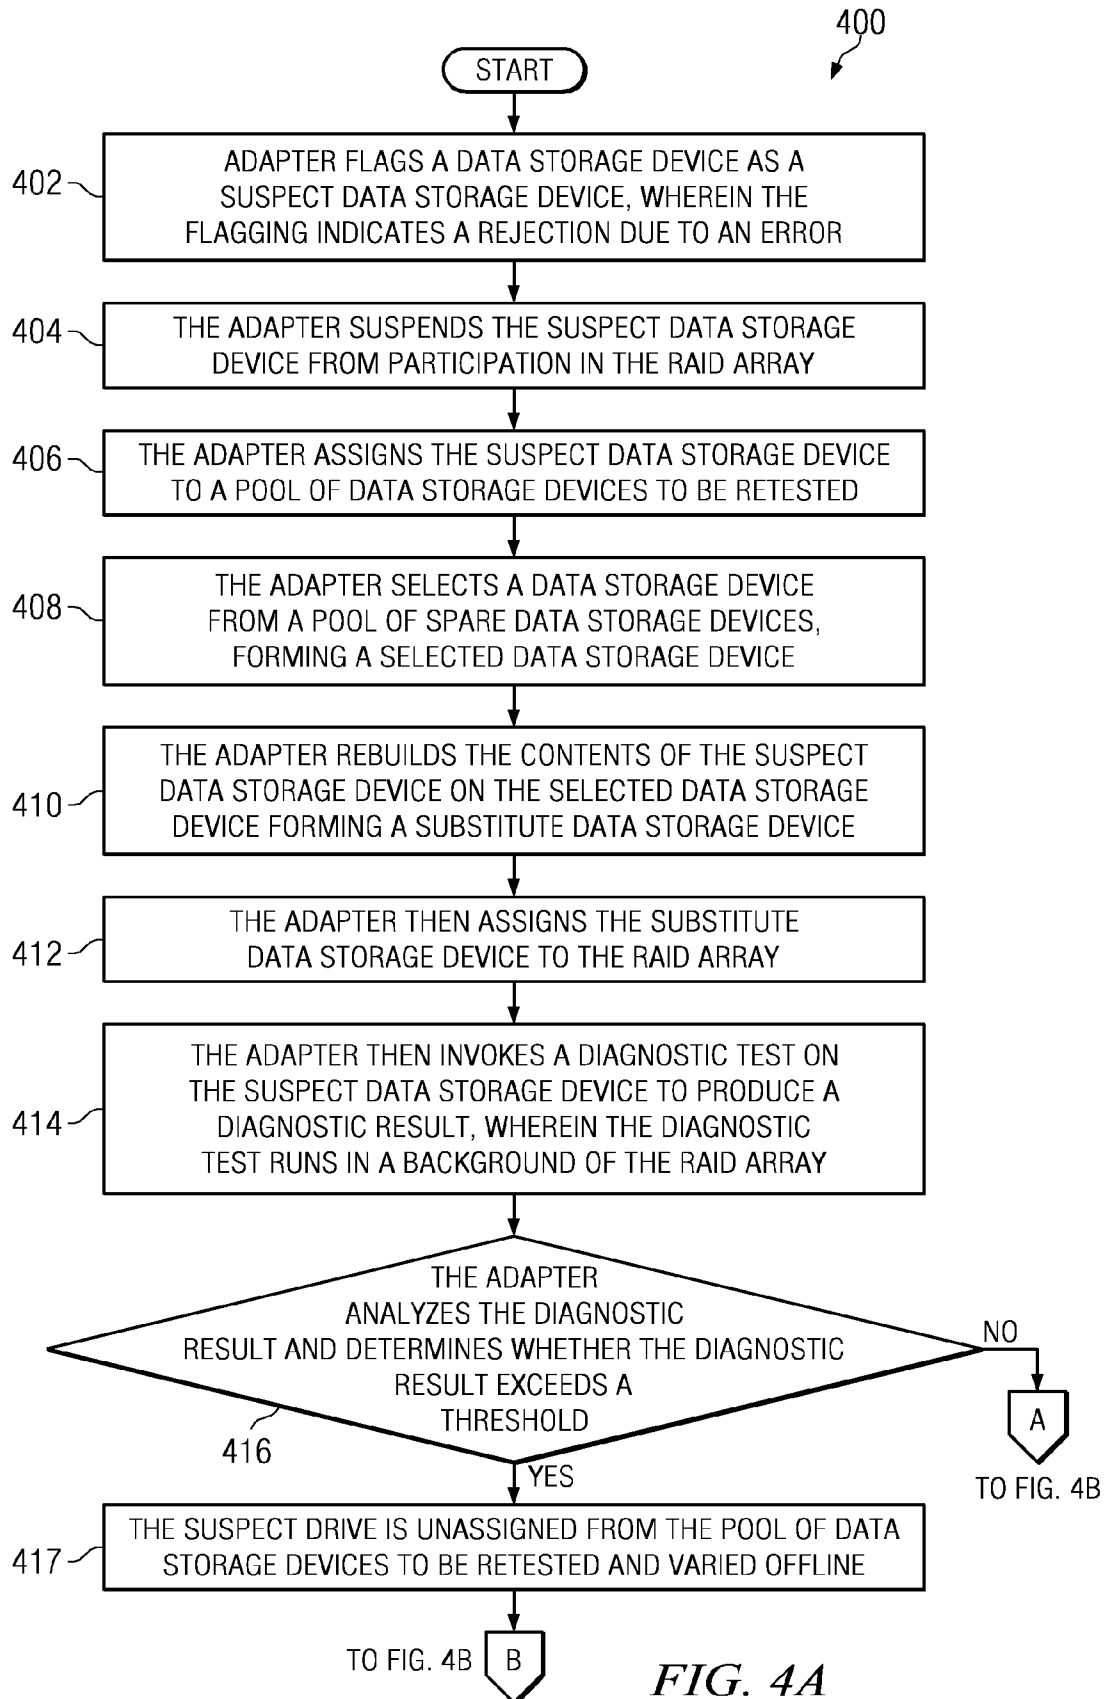 400
START
402
ADAPTER FLAGS A DATA STORAGE DEVICE AS A
SUSPECT DATA STORAGE DEVICE, WHEREIN THE
FLAGGING INDICATES A REJECTION DUE TO AN ERROR
404
THE ADAPTER SUSPENDS THE SUSPECT DATA STORAGE
DEVICE FROM PARTICIPATION IN THE RAID ARRAY
406
THE ADAPTER ASSIGNS THE SUSPECT DATA STORAGE DEVICE
TO A POOL OF DATA STORAGE DEVICES TO BE RETESTED
408
THE ADAPTER SELECTS A DATA STORAGE DEVICE
FROM A POOL OF SPARE DATA STORAGE DEVICES,
FORMING A SELECTED DATA STORAGE DEVICE
410
THE ADAPTER REBUILDS THE CONTENTS OF THE SUSPECT
DATA STORAGE DEVICE ON THE SELECTED DATA STORAGE
DEVICE FORMING A SUBSTITUTE DATA STORAGE DEVICE
412
THE ADAPTER THEN ASSIGNS THE SUBSTITUTE
DATA STORAGE DEVICE TO THE RAID ARRAY
414
THE ADAPTER THEN INVOKES A DIAGNOSTIC TEST ON
THE SUSPECT DATA STORAGE DEVICE TO PRODUCE A
DIAGNOSTIC RESULT, WHEREIN THE DIAGNOSTIC
TEST RUNS IN A BACKGROUND OF THE RAID ARRAY
THE ADAPTER
ANALYZES THE DIAGNOSTIC
RESULT AND DETERMINES WHETHER THE DIAGNOSTIC
RESULT EXCEEDS A
THRESHOLD
416
NO
A
TO FIG. 4B
YES
417
THE SUSPECT DRIVE IS UNASSIGNED FROM THE POOL OF DATA
STORAGE DEVICES TO BE RETESTED AND VARIED OFFLINE
TO FIG. 4B
B
FIG. 4A